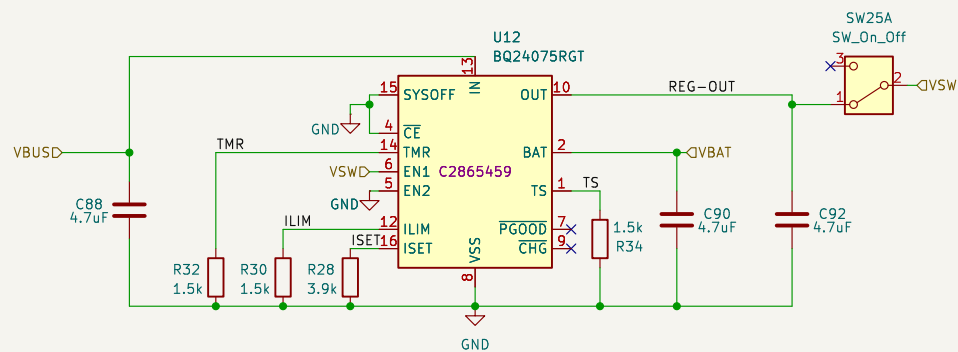 SW25A
SW_On_Off
3
2
1
VSW
U12
BQ24075RGT
13
IN
15
SYSOFF
OUT
10
REG-OUT
GND
4
CE
VBUS
TMR
14
TMR
BAT
2
VBAT
VSW
6
EN1
C2865459
GND
5
EN2
TS
1
TS
C88
4.7uF
ILIM
12
ILIM
PGOOD
7
ISET
16
ISET
VSS
CHG
9
1.5k
R34
C90
4.7uF
C92
4.7uF
R32
1.5k
R30
1.5k
R28
3.9k
8
GND